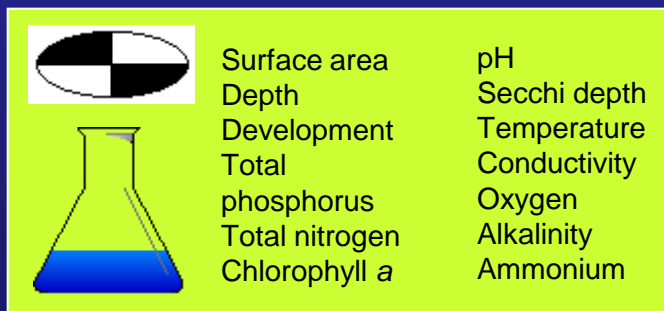 Surface area
Depth
Development
Total
phosphorus
Total nitrogen
Chlorophyll a
pH
Secchi depth
Temperature
Conductivity
Oxygen
Alkalinity
Ammonium